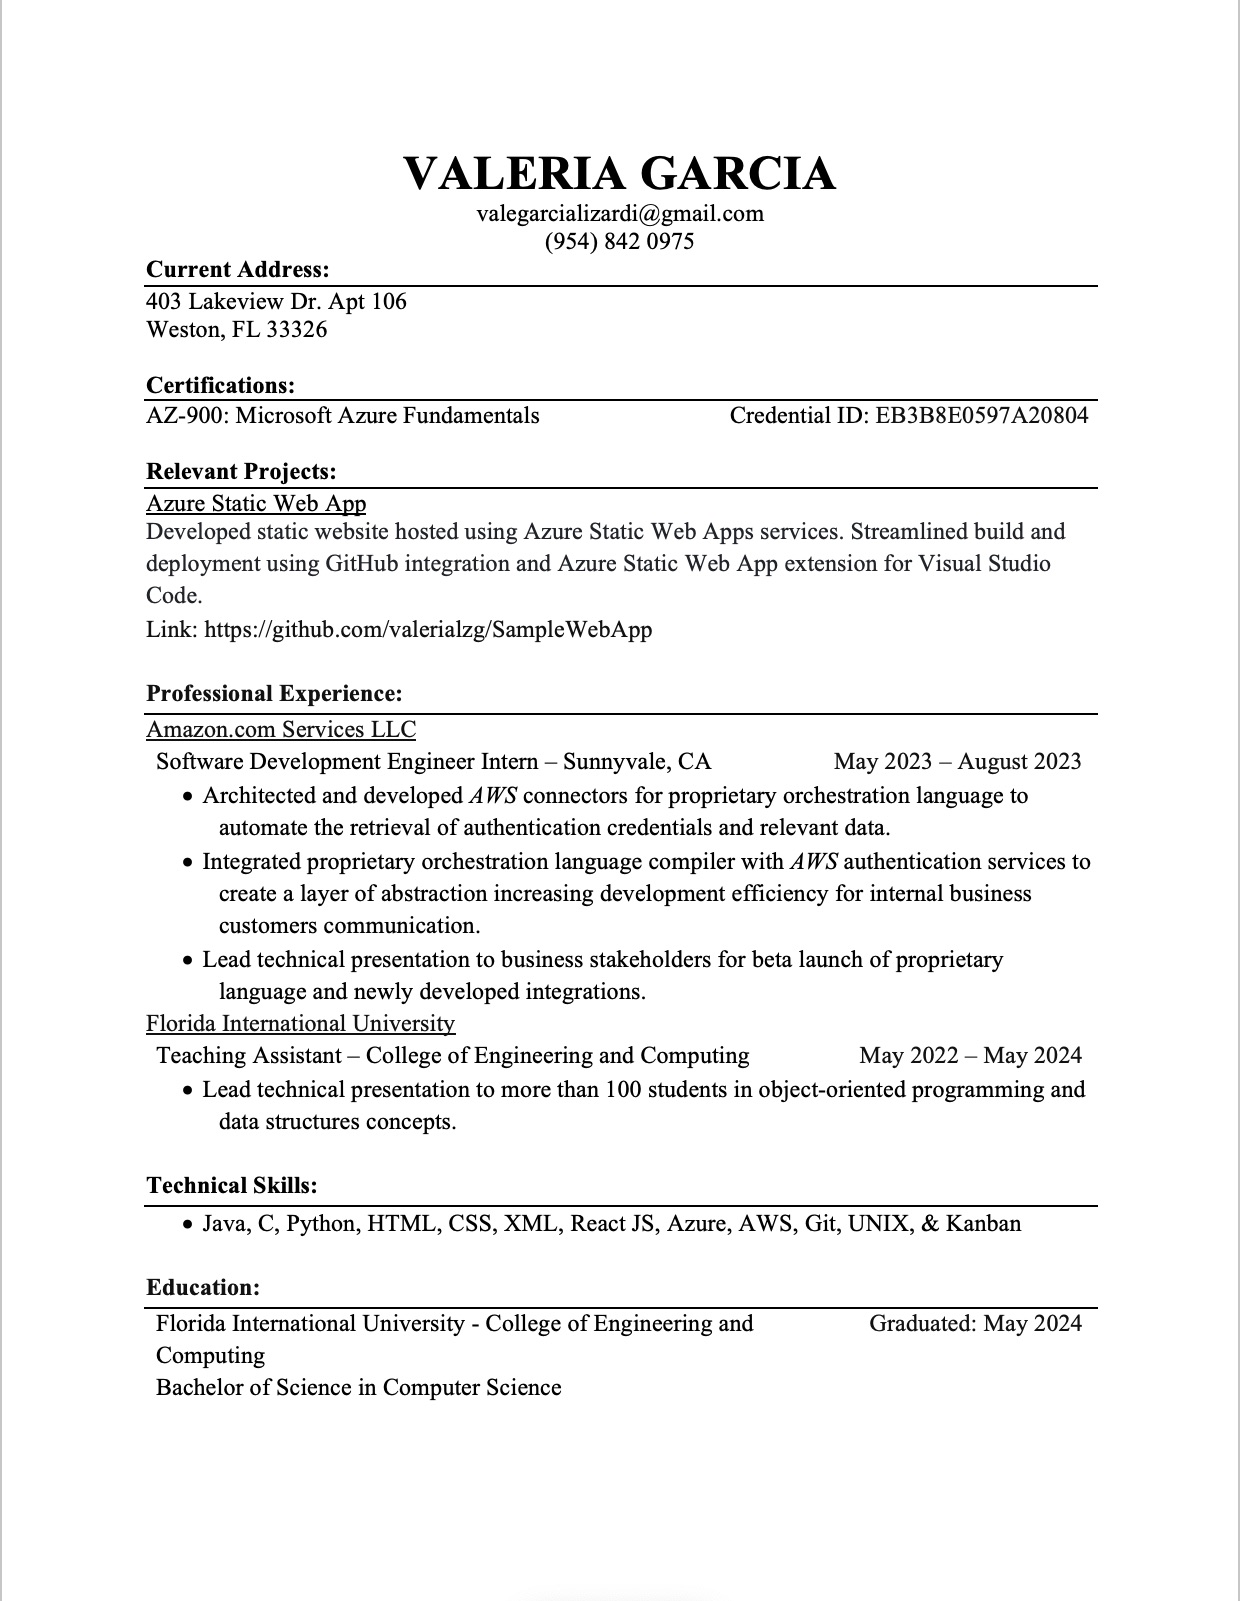 VALERIA GARCIA
valegarcializardi@gmail.com
(954) 842 0975
Current Address:
403 Lakeview Dr. Apt 106
Weston, FL 33326
Certifications:
AZ-900: Microsoft Azure Fundamentals Credential ID: EB3B8E0597A20804
Relevant Projects:
Azure Static Web App
Developed static website hosted using Azure Static Web Apps services. Streamlined build and
deployment using GitHub integration and Azure Static Web App extension for Visual Studio
Code.
Link: https://github.com/valerialzg/SampleWebApp
Professional Experience:
Amazon.com Services LLC
Software Development Engineer Intern – Sunnyvale, CA May 2023 – August 2023
• Architected and developed AWS connectors for proprietary orchestration language to
automate the retrieval of authentication credentials and relevant data.
• Integrated proprietary orchestration language compiler with AWS authentication services to
create a layer of abstraction increasing development efficiency for internal business
customers communication.
• Lead technical presentation to business stakeholders for beta launch of proprietary
language and newly developed integrations.
Florida International University
Teaching Assistant – College of Engineering and Computing May 2022 – May 2024
• Lead technical presentation to more than 100 students in object-oriented programming and
data structures concepts.
Technical Skills:
• Java, C, Python, HTML, CSS, XML, React JS, Azure, AWS, Git, UNIX, & Kanban
Education:
Florida International University - College of Engineering and Graduated: May 2024
Computing
Bachelor of Science in Computer Science